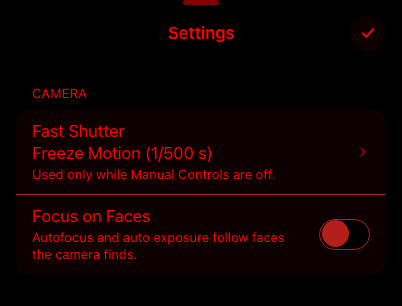 Settings
CAMERA
Fast Shutter
Freeze Motion (1/500 s)
Used only while Manual Controls are off.
Focus on Faces
Autofocus and auto exposure follow faces
the camera finds.